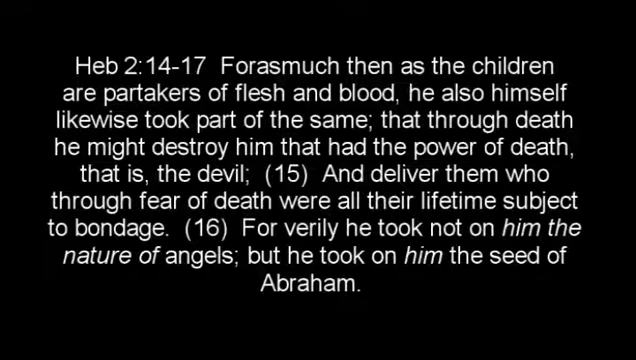 Heb 2:14-17  Forasmuch then as the children
are partakers of flesh and blood, he also himself
likewise took part of the same; that through death
he might destroy him that had the power of death,
that is, the devil;  (15)  And deliver them who
through fear of death were all their lifetime subject
to bondage.  (16)  For verily he took not on him the
nature of angels; but he took on him the seed of
Abraham.